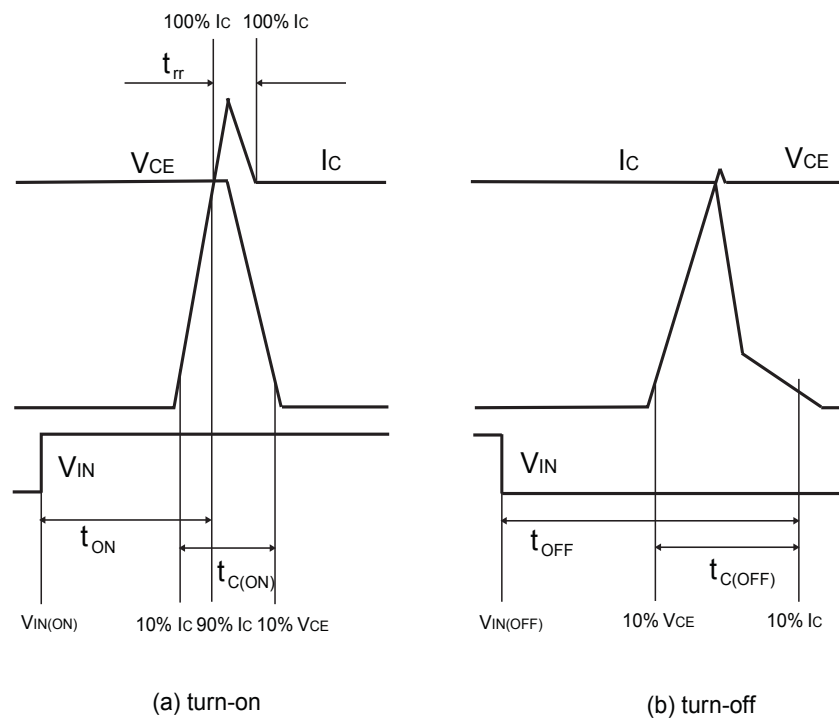 100% IC 100% IC
trr
VCE IC
IC VCE
VIN
VIN
tON
tOFF
tC(ON)
tC(OFF)
VIN(ON) 10% IC 90% IC 10% VCE
VIN(OFF) 10% VCE 10% IC
(a) turn-on
(b) turn-off